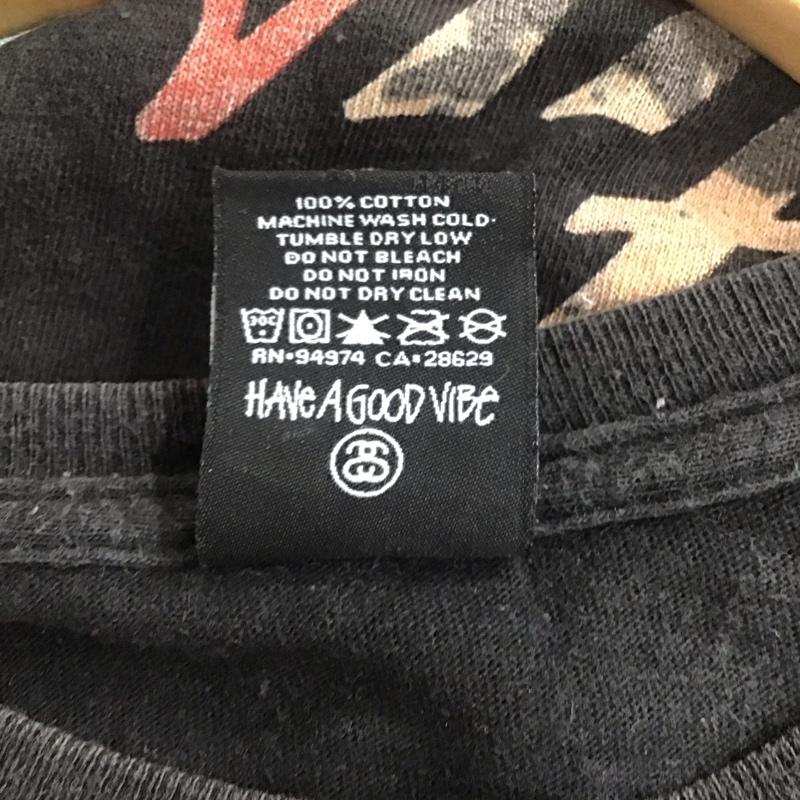 100% COTTON
MACHINE WASH COLD·
TUMBLE DRY LOW
DO NOT BLEACH
DO NOT IRON
DO NOT DRY CLEAN
30C
RN·94974 CA·28629
HAVE A GOOD VIBE